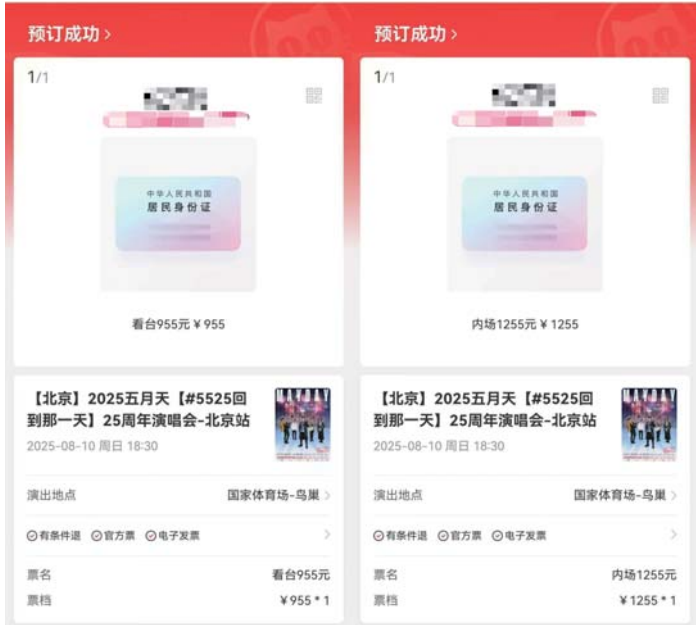 预订成功 >
1/1
中华人民共和国
居民身份证
看台955元 ¥ 955
【北京】2025五月天【#5525回
到那一天】25周年演唱会-北京站
2025-08-10 周日 18:30
MAYDAY
演出地点 国家体育场-鸟巢 >
有条件退 官方票 电子发票 >
票名 看台955元
票档 ¥955 * 1
预订成功 >
1/1
中华人民共和国
居民身份证
内场1255元 ¥ 1255
【北京】2025五月天【#5525回
到那一天】25周年演唱会-北京站
2025-08-10 周日 18:30
MAYDAY
演出地点 国家体育场-鸟巢 >
有条件退 官方票 电子发票 >
票名 内场1255元
票档 ¥1255 * 1